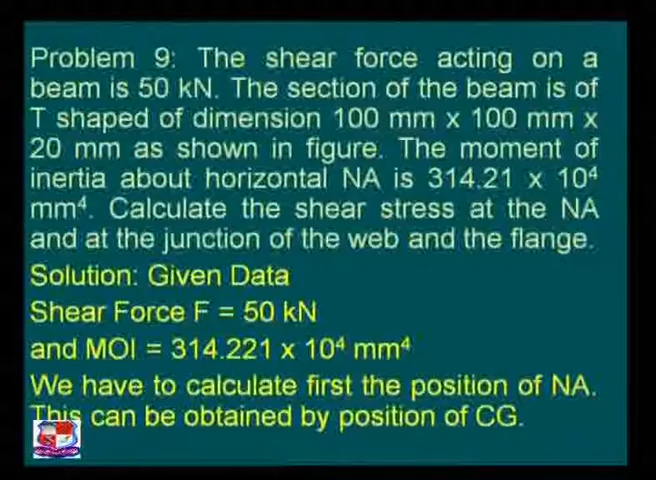 Problem 9: The shear force acting on a
beam is 50 kN. The section of the beam is of
T shaped of dimension 100 mm x 100 mm x
20 mm as shown in figure. The moment of
inertia about horizontal NA is 314.21 x 10⁴
mm⁴. Calculate the shear stress at the NA
and at the junction of the web and the flange.
Solution: Given Data
Shear Force F = 50 kN
and MOI = 314.221 x 10⁴ mm⁴
We have to calculate first the position of NA.
This can be obtained by position of CG.